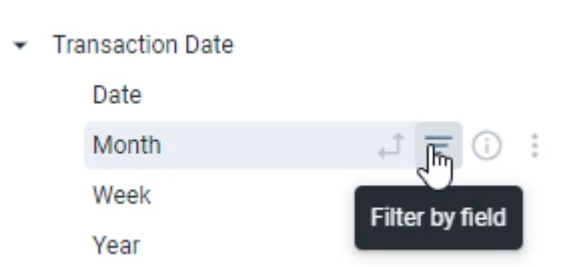 Transaction Date
Date
Month
Week
Filter by field
Year